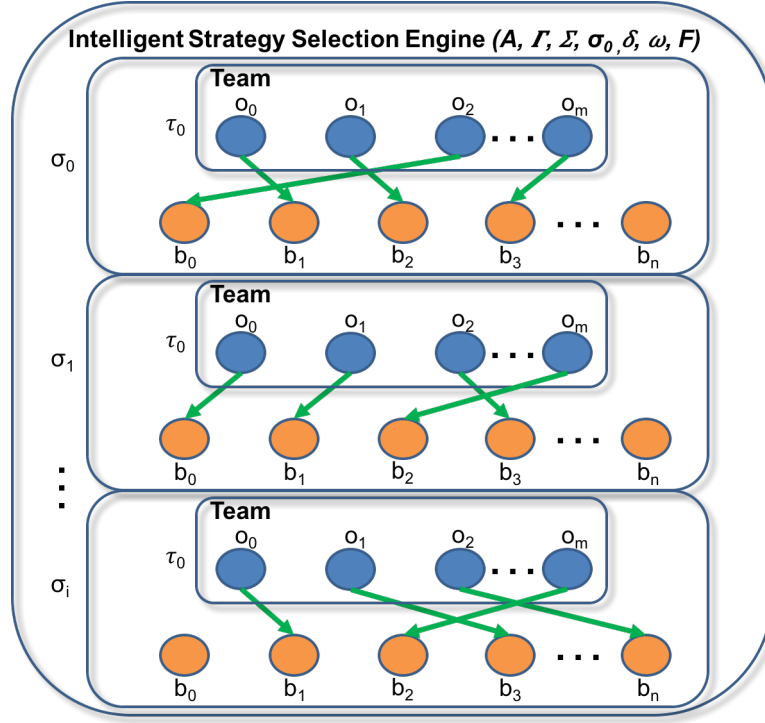 Intelligent Strategy Selection Engine (A, Γ, Σ, σ₀, δ, ω, F)
Team
o₀ o₁ o₂ oₘ
τ₀
...
σ₀
...
b₀ b₁ b₂ b₃ bₙ
Team
o₀ o₁ o₂ oₘ
τ₀
...
σ₁
...
b₀ b₁ b₂ b₃ bₙ
⋮
Team
o₀ o₁ o₂ oₘ
τ₀
...
σᵢ
...
b₀ b₁ b₂ b₃ bₙ